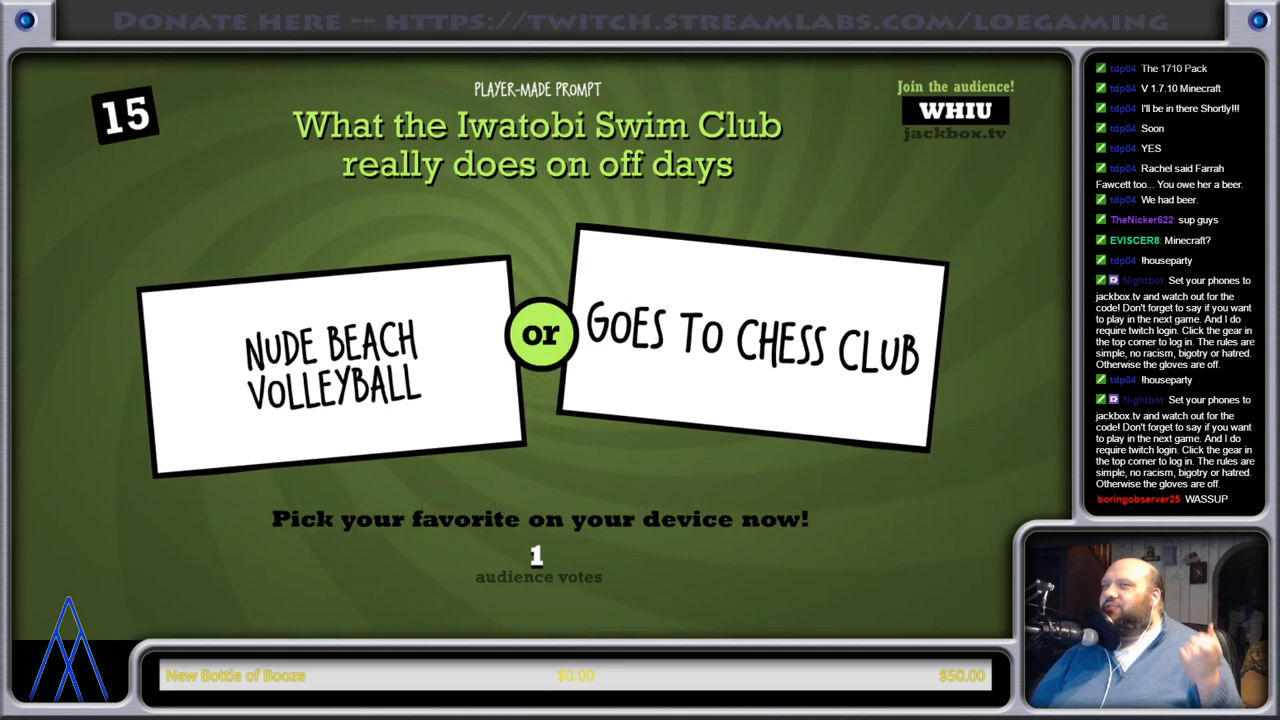 DONATE HERE -- HTTPS://TWITCH.STREAMLABS.COM/LOEGAMING
15
PLAYER-MADE PROMPT
What the Iwatobi Swim Club
really does on off days
Join the audience!
WHIU
jackbox.tv
NUDE BEACH
VOLLEYBALL
or
GOES TO CHESS CLUB
Pick your favorite on your device now!
1
audience votes
New Bottle of Booze $0.00 $50.00
tdp04 The 1710 Pack
tdp04 V 1.7.10 Minecraft
tdp04 I'll be in there Shortly!!!
tdp04 Soon
tdp04 YES
tdp04 Rachel said Farrah
Fawcett too... You owe her a beer.
tdp04 We had beer.
TheNicker622: sup guys
EVISCER8: Minecraft?
tdp04 !houseparty
Nightbot: Set your phones to
jackbox.tv and watch out for the
code! Don't forget to say if you want
to play in the next game. And I do
require twitch login. Click the gear in
the top corner to log in. The rules are
simple, no racism, bigotry or hatred.
Otherwise the gloves are off.
tdp04 !houseparty
Nightbot: Set your phones to
jackbox.tv and watch out for the
code! Don't forget to say if you want
to play in the next game. And I do
require twitch login. Click the gear in
the top corner to log in. The rules are
simple, no racism, bigotry or hatred.
Otherwise the gloves are off.
boringobserver25 WASSUP